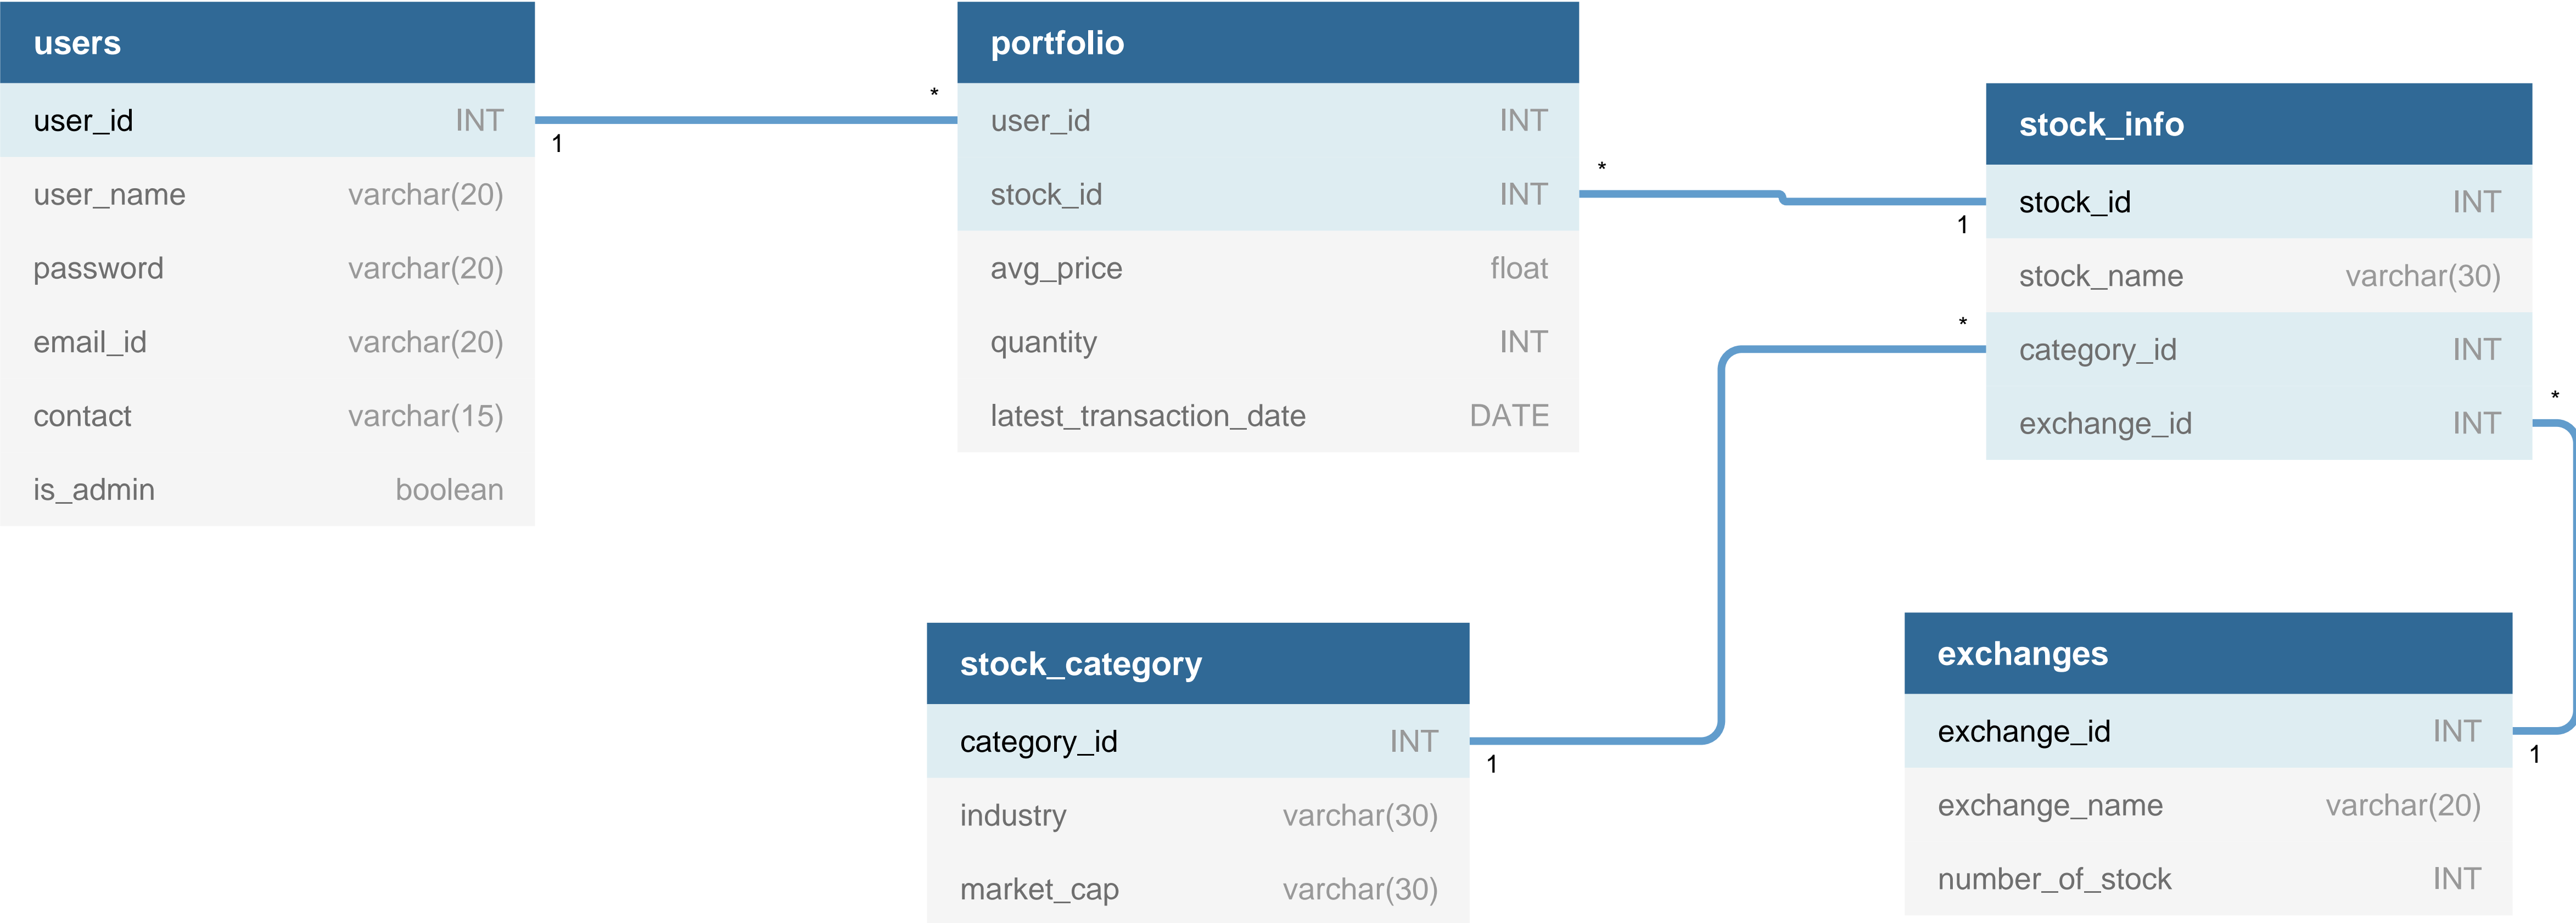 users
user_id INT
user_name varchar(20)
password varchar(20)
email_id varchar(20)
contact varchar(15)
is_admin boolean
1
*
portfolio
user_id INT
stock_id INT
avg_price float
quantity INT
latest_transaction_date DATE
*
1
stock_info
stock_id INT
stock_name varchar(30)
category_id INT
exchange_id INT
*
*
stock_category
category_id INT
industry varchar(30)
market_cap varchar(30)
1
exchanges
exchange_id INT
exchange_name varchar(20)
number_of_stock INT
1